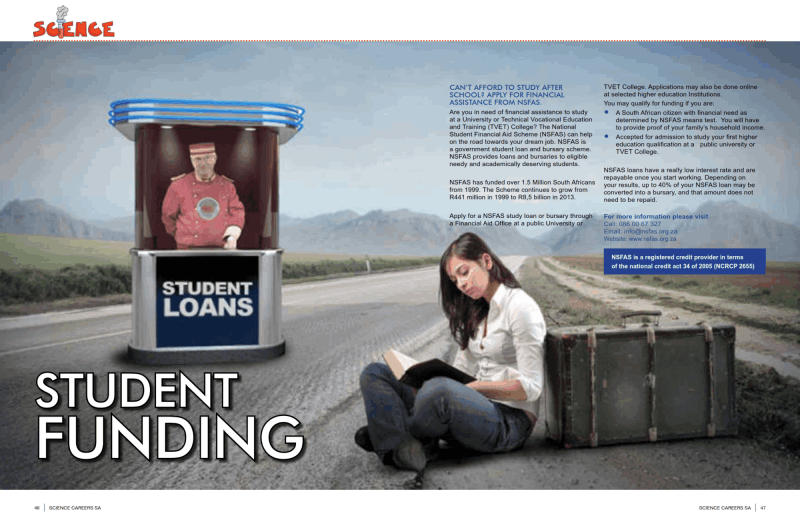 SCIENCE
CAN'T AFFORD TO STUDY AFTER
SCHOOL? APPLY FOR FINANCIAL
ASSISTANCE FROM NSFAS.
Are you in need of financial assistance to study
at a University or Technical Vocational Education
and Training (TVET) College? The National
Student Financial Aid Scheme (NSFAS) can help
on the road towards your dream job. NSFAS is
a government student loan and bursary scheme.
NSFAS provides loans and bursaries to eligible
needy and academically deserving students.
NSFAS has funded over 1.5 Million South Africans
from 1999. The Scheme continues to grow from
R441 million in 1999 to R8,5 billion in 2013.
Apply for a NSFAS study loan or bursary through
a Financial Aid Office at a public University or
TVET College. Applications may also be done online
at selected higher education Institutions.
You may qualify for funding if you are:
• A South African citizen with financial need as
determined by NSFAS means test. You will have
to provide proof of your family's household income.
• Accepted for admission to study your first higher
education qualification at a public university or
TVET College.
NSFAS loans have a really low interest rate and are
repayable once you start working. Depending on
your results, up to 40% of your NSFAS loan may be
converted into a bursary, and that amount does not
need to be repaid.
For more information please visit
Call: 086 00 67 327
Email: info@nsfas.org.za
Website: www.nsfas.org.za
NSFAS is a registered credit provider in terms
of the national credit act 34 of 2005 (NCRCP 2655)
STUDENT
LOANS
STUDENT
FUNDING
46 | SCIENCE CAREERS SA
SCIENCE CAREERS SA | 47